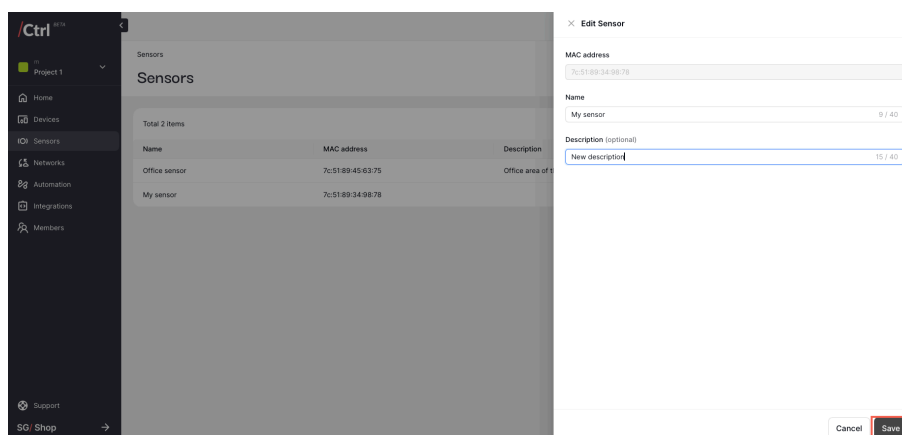 /Ctrl BETA
m
Project 1
Home
Devices
Sensors
Networks
Automation
Integrations
Members
Support
SG/ Shop
Sensors
Sensors
Total 2 items
Name MAC address Description
Office sensor 7c:51:89:45:63:75 Office area of t
My sensor 7c:51:89:34:98:78
Edit Sensor
MAC address
7c:51:89:34:98:78
Name
My sensor 9 / 40
Description (optional)
New description 15 / 40
Cancel Save